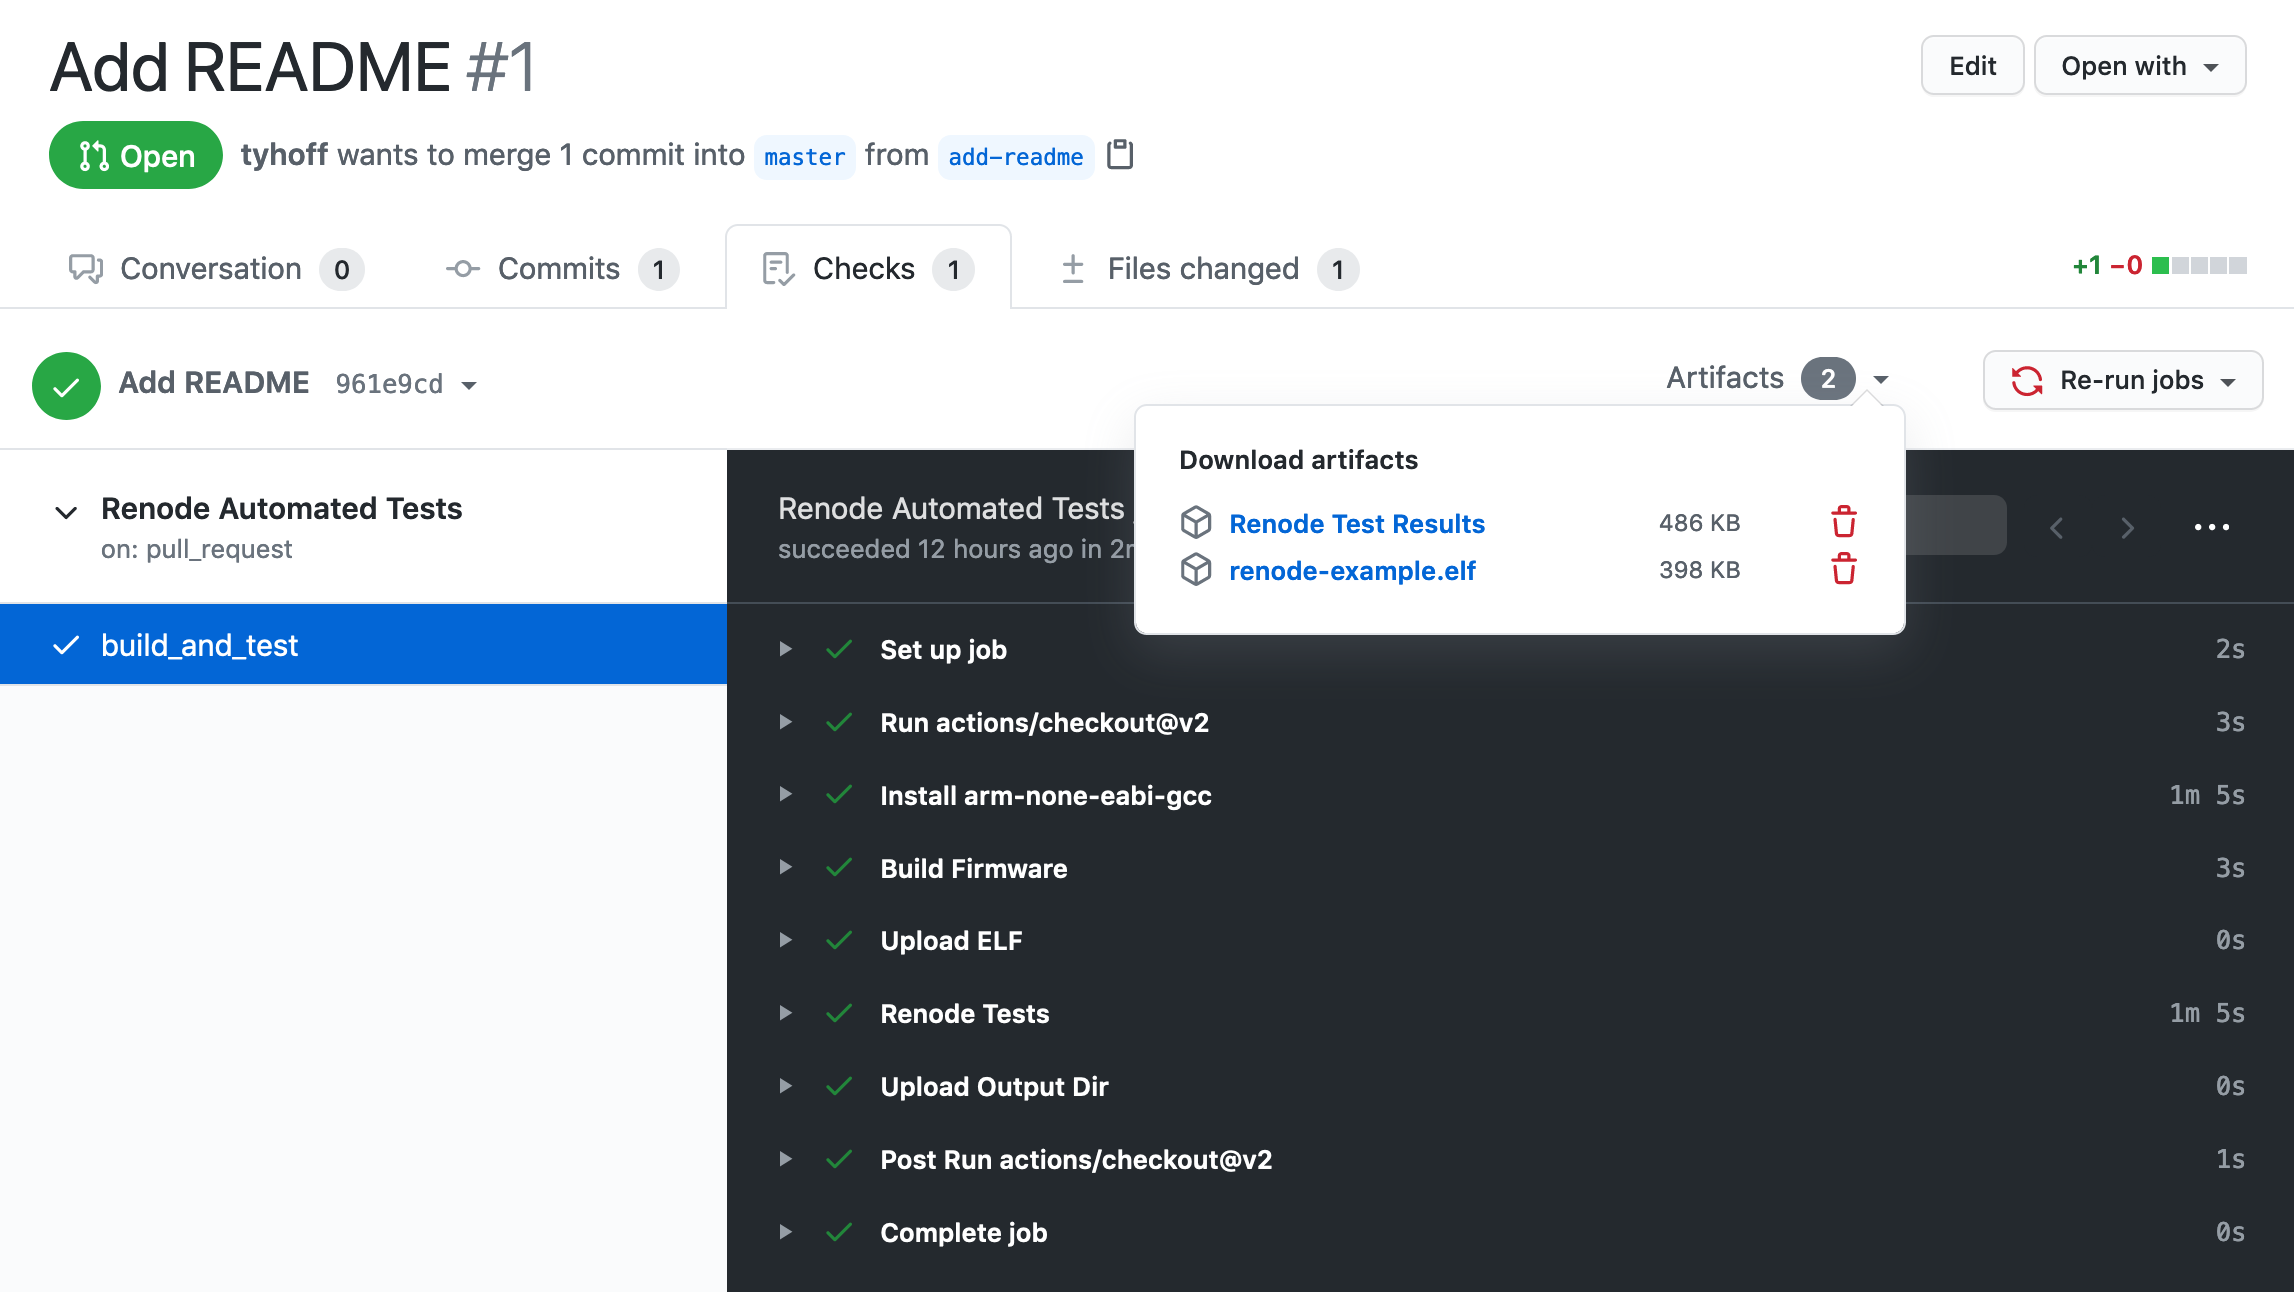 Add README #1
Edit
Open with
Open
tyhoff wants to merge 1 commit into master from add-readme
Conversation 0
Commits 1
Checks 1
Files changed 1
+1 −0
Add README 961e9cd
Artifacts 2
Re-run jobs
Download artifacts
Renode Test Results 486 KB
renode-example.elf 398 KB
Renode Automated Tests
on: pull_request
build_and_test
Renode Automated Tests
succeeded 12 hours ago in
Set up job 2s
Run actions/checkout@v2 3s
Install arm-none-eabi-gcc 1m 5s
Build Firmware 3s
Upload ELF 0s
Renode Tests 1m 5s
Upload Output Dir 0s
Post Run actions/checkout@v2 1s
Complete job 0s